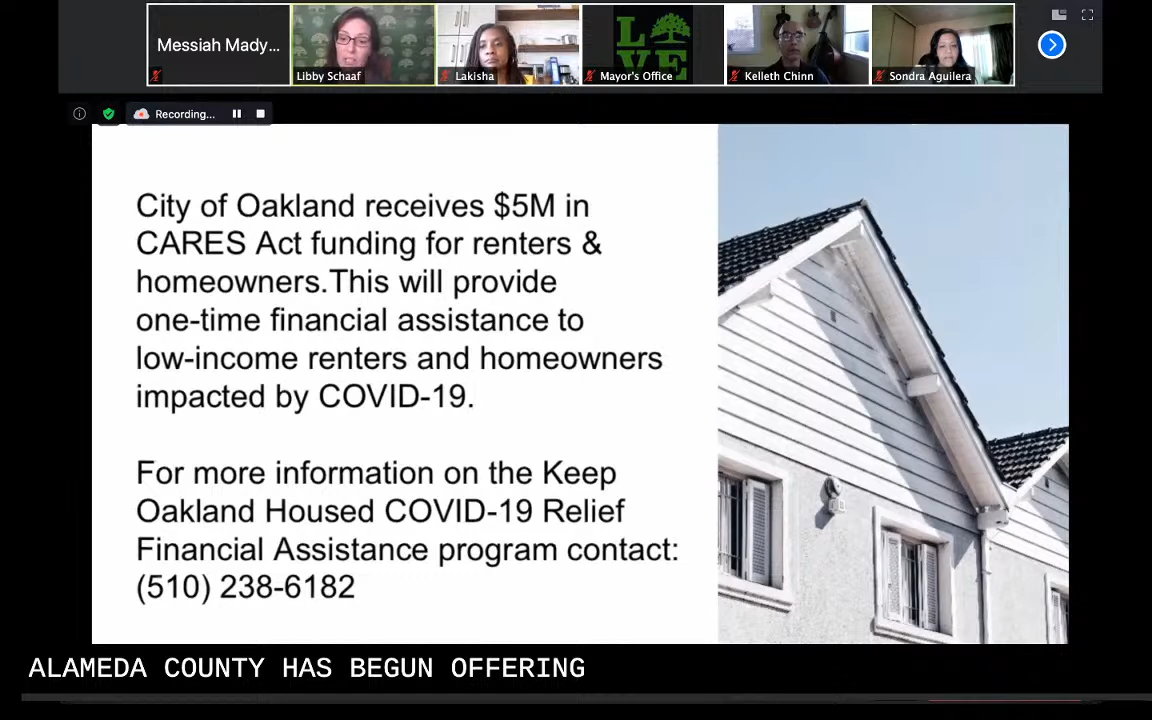 Messiah Mady...
Libby Schaaf
Lakisha
LOVE
Mayor's Office
Kelleth Chinn
Sondra Aguilera
Recording...
City of Oakland receives $5M in
CARES Act funding for renters &
homeowners.This will provide
one-time financial assistance to
low-income renters and homeowners
impacted by COVID-19.
For more information on the Keep
Oakland Housed COVID-19 Relief
Financial Assistance program contact:
(510) 238-6182
ALAMEDA COUNTY HAS BEGUN OFFERING